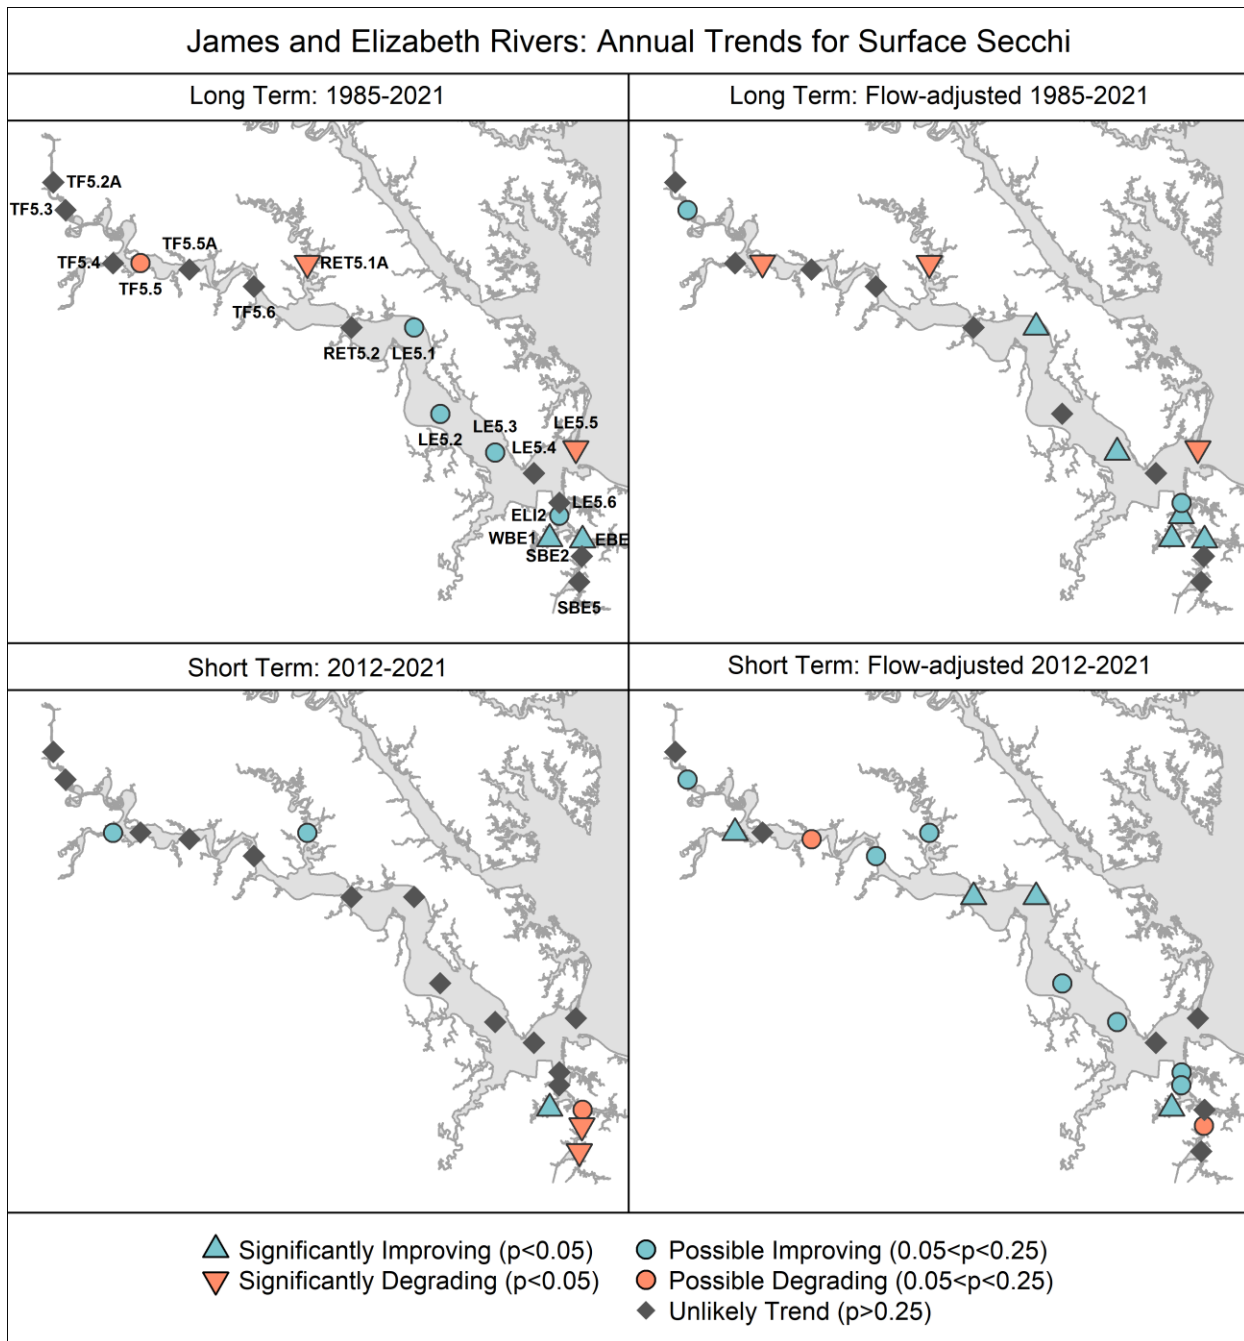 James and Elizabeth Rivers: Annual Trends for Surface Secchi
Long Term: 1985-2021
Long Term: Flow-adjusted 1985-2021
TF5.2A
TF5.3
TF5.4
TF5.5
TF5.5A
TF5.6
RET5.1A
RET5.2
LE5.1
LE5.2
LE5.3
LE5.4
LE5.5
LE5.6
ELI2
WBE1
EBE
SBE2
SBE5
Short Term: 2012-2021
Short Term: Flow-adjusted 2012-2021
Significantly Improving (p<0.05)
Possible Improving (0.05<p<0.25)
Significantly Degrading (p<0.05)
Possible Degrading (0.05<p<0.25)
Unlikely Trend (p>0.25)